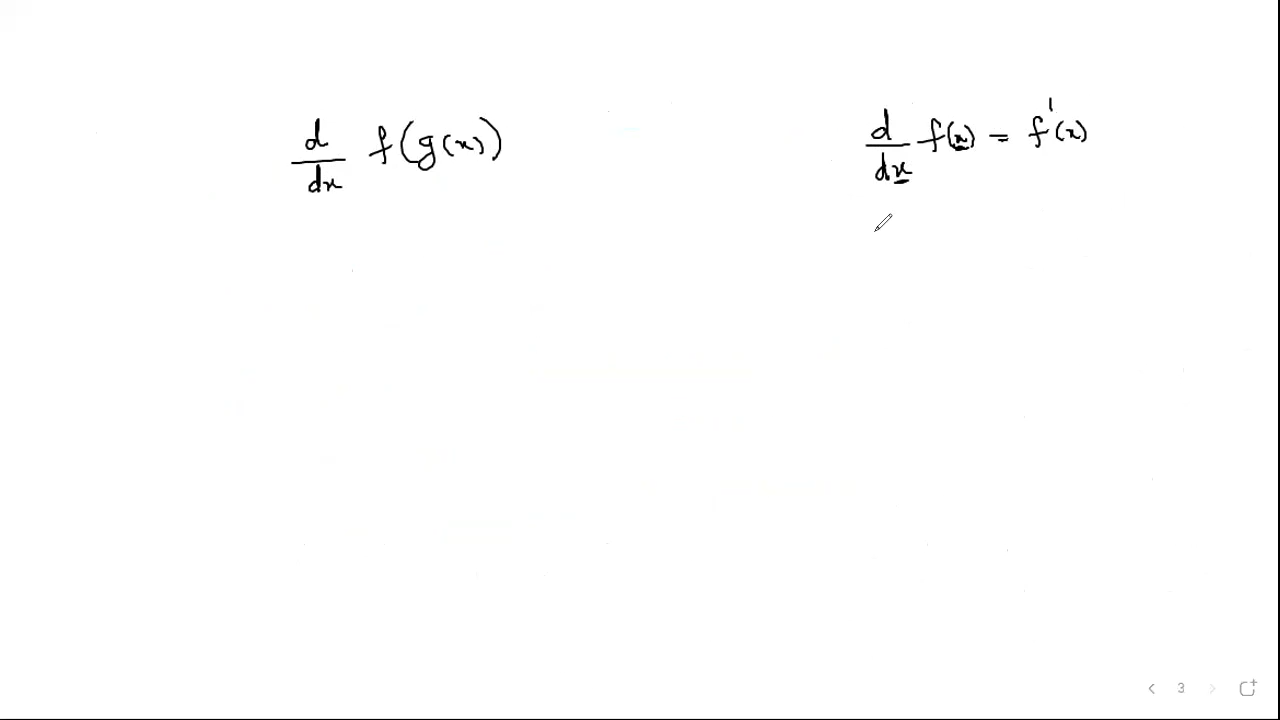 d/dx f(g(x))
d/dx f(x) = f'(x)
3